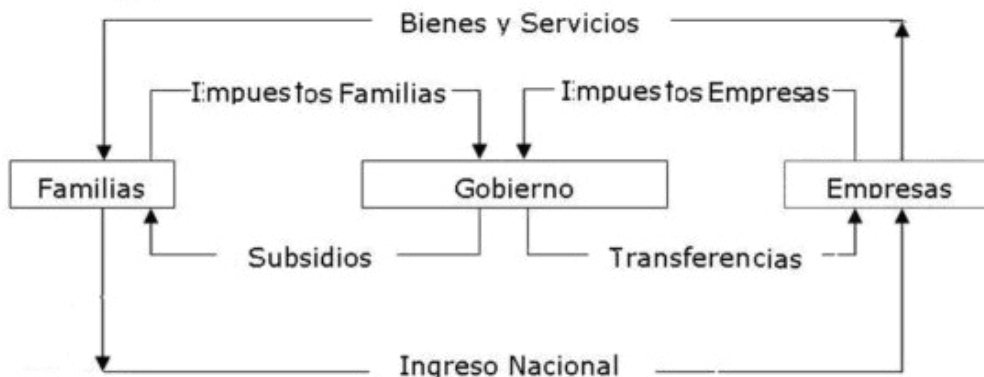 Bienes y Servicios
Impuestos Familias
Impuestos Empresas
Familias
Gobierno
Empresas
Subsidios
Transferencias
Ingreso Nacional